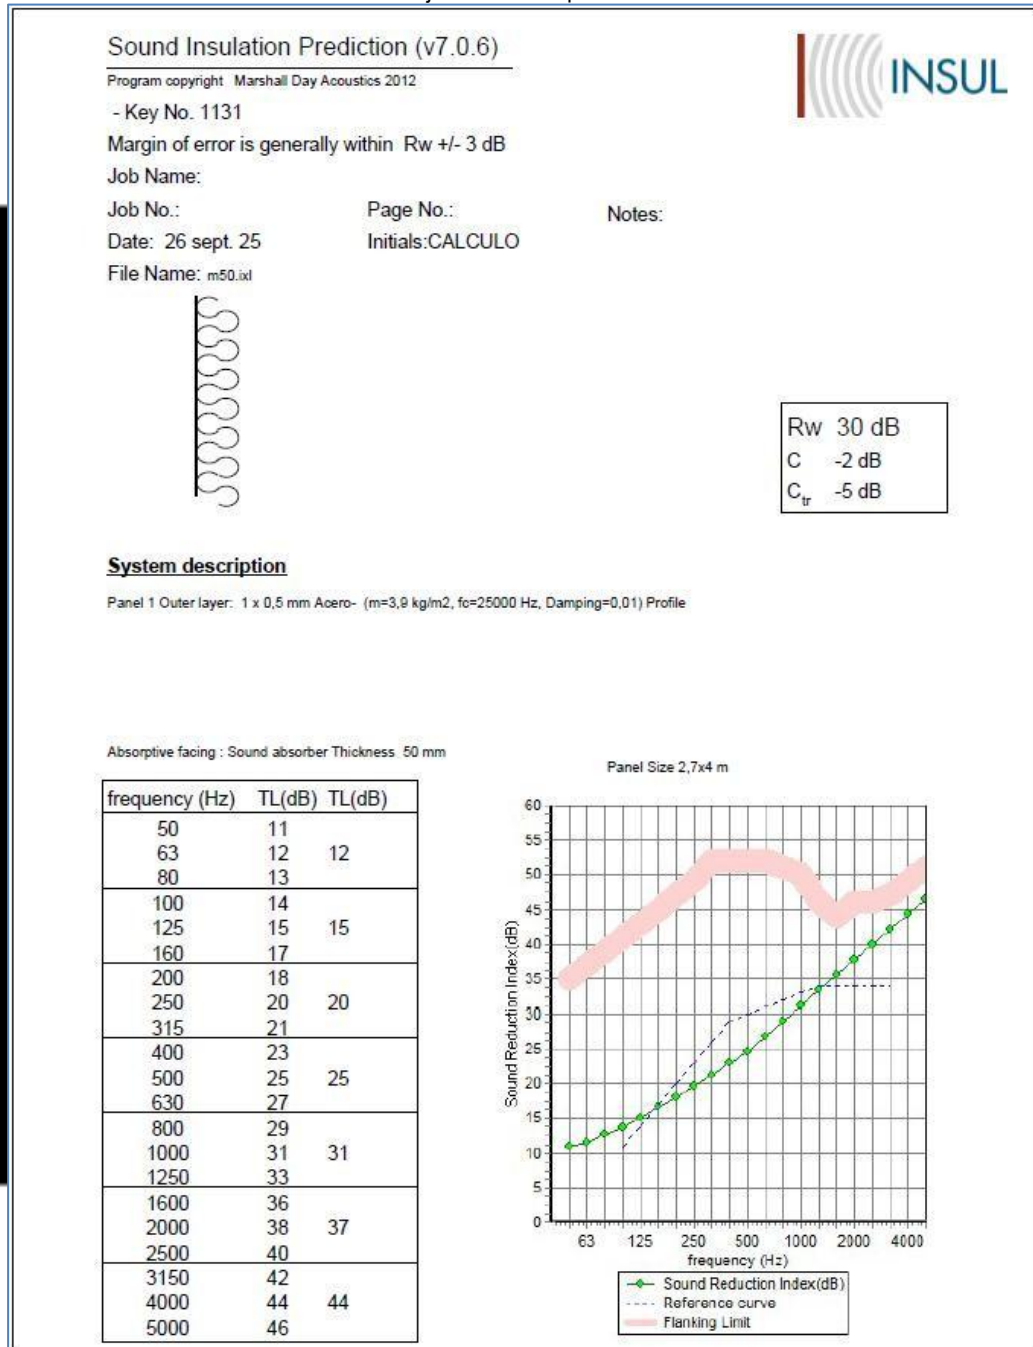 Sound Insulation Prediction (v7.0.6)
INSUL
Program copyright Marshall Day Acoustics 2012
- Key No. 1131
Margin of error is generally within Rw +/- 3 dB
Job Name:
Job No.: Page No.: Notes:
Date: 26 sept. 25 Initials:CALCULO
File Name: m50.ixl
Rw 30 dB
C -2 dB
Ctr -5 dB
System description
Panel 1 Outer layer: 1 x 0,5 mm Acero- (m=3,9 kg/m2, fc=25000 Hz, Damping=0,01) Profile
Absorptive facing : Sound absorber Thickness 50 mm
frequency (Hz) TL(dB) TL(dB)
50 11
63 12 12
80 13
100 14
125 15 15
160 17
200 18
250 20 20
315 21
400 23
500 25 25
630 27
800 29
1000 31 31
1250 33
1600 36
2000 38 37
2500 40
3150 42
4000 44 44
5000 46
Panel Size 2,7x4 m
Sound Reduction Index(dB)
60
55
50
45
40
35
30
25
20
15
10
5
0
63 125 250 500 1000 2000 4000
frequency (Hz)
Sound Reduction Index(dB)
Reference curve
Flanking Limit